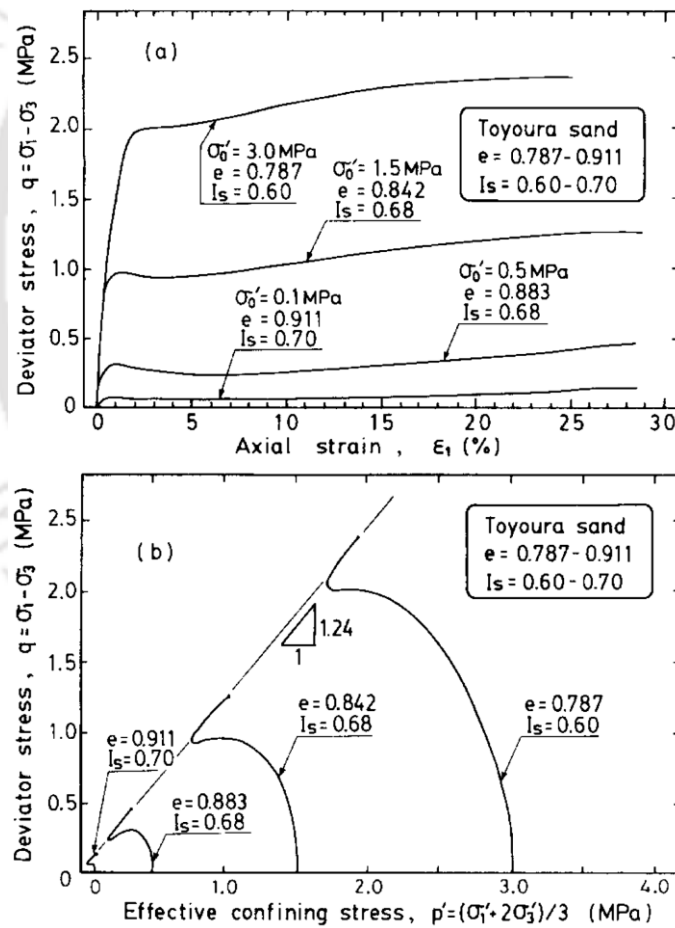 (a)
Deviator stress , q = σ₁-σ₃ (MPa)
2.5
2.0
1.5
1.0
0.5
0
Toyoura sand
e = 0.787-0.911
Is = 0.60-0.70
σ₀′= 3.0 MPa
e = 0.787
Is = 0.60
σ₀′= 1.5 MPa
e = 0.842
Is = 0.68
σ₀′= 0.1 MPa
e = 0.911
Is = 0.70
σ₀′= 0.5 MPa
e = 0.883
Is = 0.68
0 5 10 15 20 25 30
Axial strain , ε₁ (%)
(b)
Deviator stress , q = σ₁-σ₃ (MPa)
2.5
2.0
1.5
1.0
0.5
0
Toyoura sand
e = 0.787-0.911
Is = 0.60-0.70
1.24
1
e=0.911
Is=0.70
e=0.883
Is=0.68
e=0.842
Is=0.68
e=0.787
Is=0.60
0 1.0 2.0 3.0 4.0
Effective confining stress, p′=(σ₁′+2σ₃′)/3 (MPa)